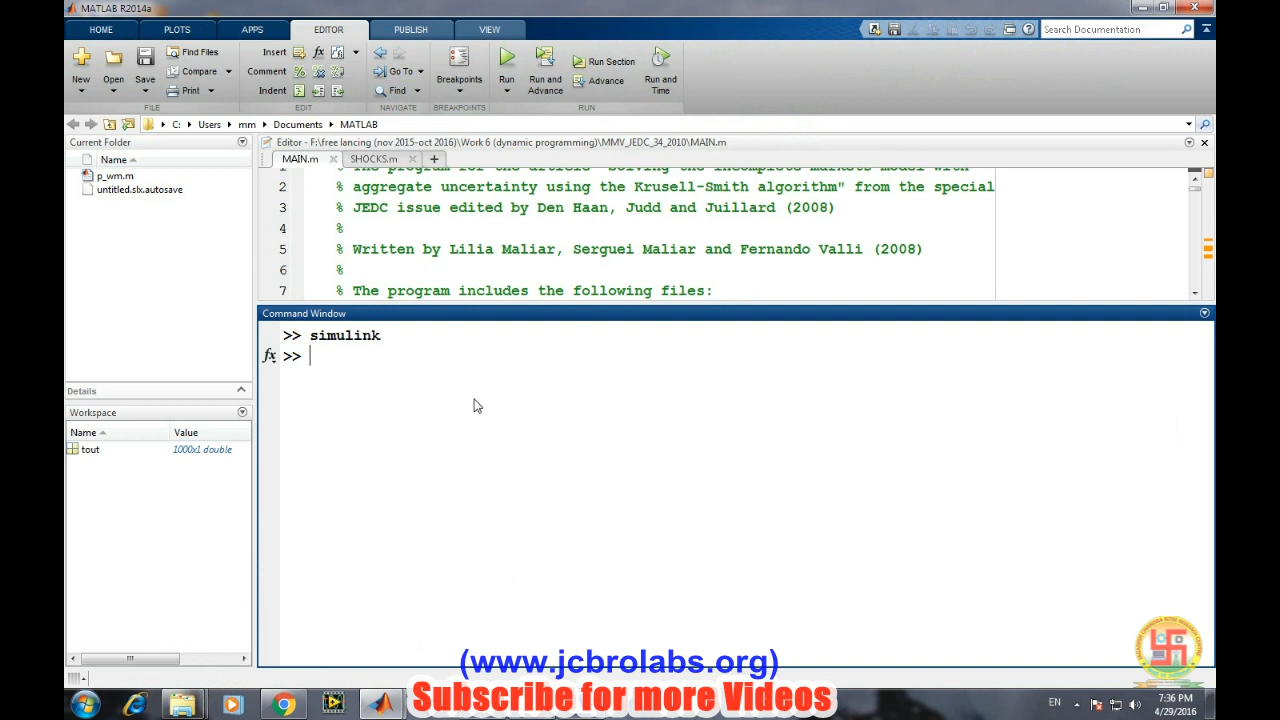 MATLAB R2014a
HOME PLOTS APPS EDITOR PUBLISH VIEW
Search Documentation
New Open Save
Find Files
Compare
Print
FILE
Insert
Comment
Indent
EDIT
Go To
Find
NAVIGATE
Breakpoints
BREAKPOINTS
Run
Run and Advance
Run Section
Advance
Run and Time
RUN
C: Users mm Documents MATLAB
Current Folder
Name
p_wm.m
untitled.slx.autosave
Details
Workspace
Name Value
tout 1000x1 double
Editor - F:\free lancing (nov 2015-oct 2016)\Work 6 (dynamic programming)\MMV_JEDC_34_2010\MAIN.m
MAIN.m SHOCKS.m
2 % aggregate uncertainty using the Krusell-Smith algorithm" from the special
3 % JEDC issue edited by Den Haan, Judd and Juillard (2008)
4 %
5 % Written by Lilia Maliar, Serguei Maliar and Fernando Valli (2008)
6 %
7 % The program includes the following files:
Command Window
>> simulink
fx >>
(www.jcbrolabs.org)
Subscribe for more Videos
EN
7:36 PM
4/29/2016